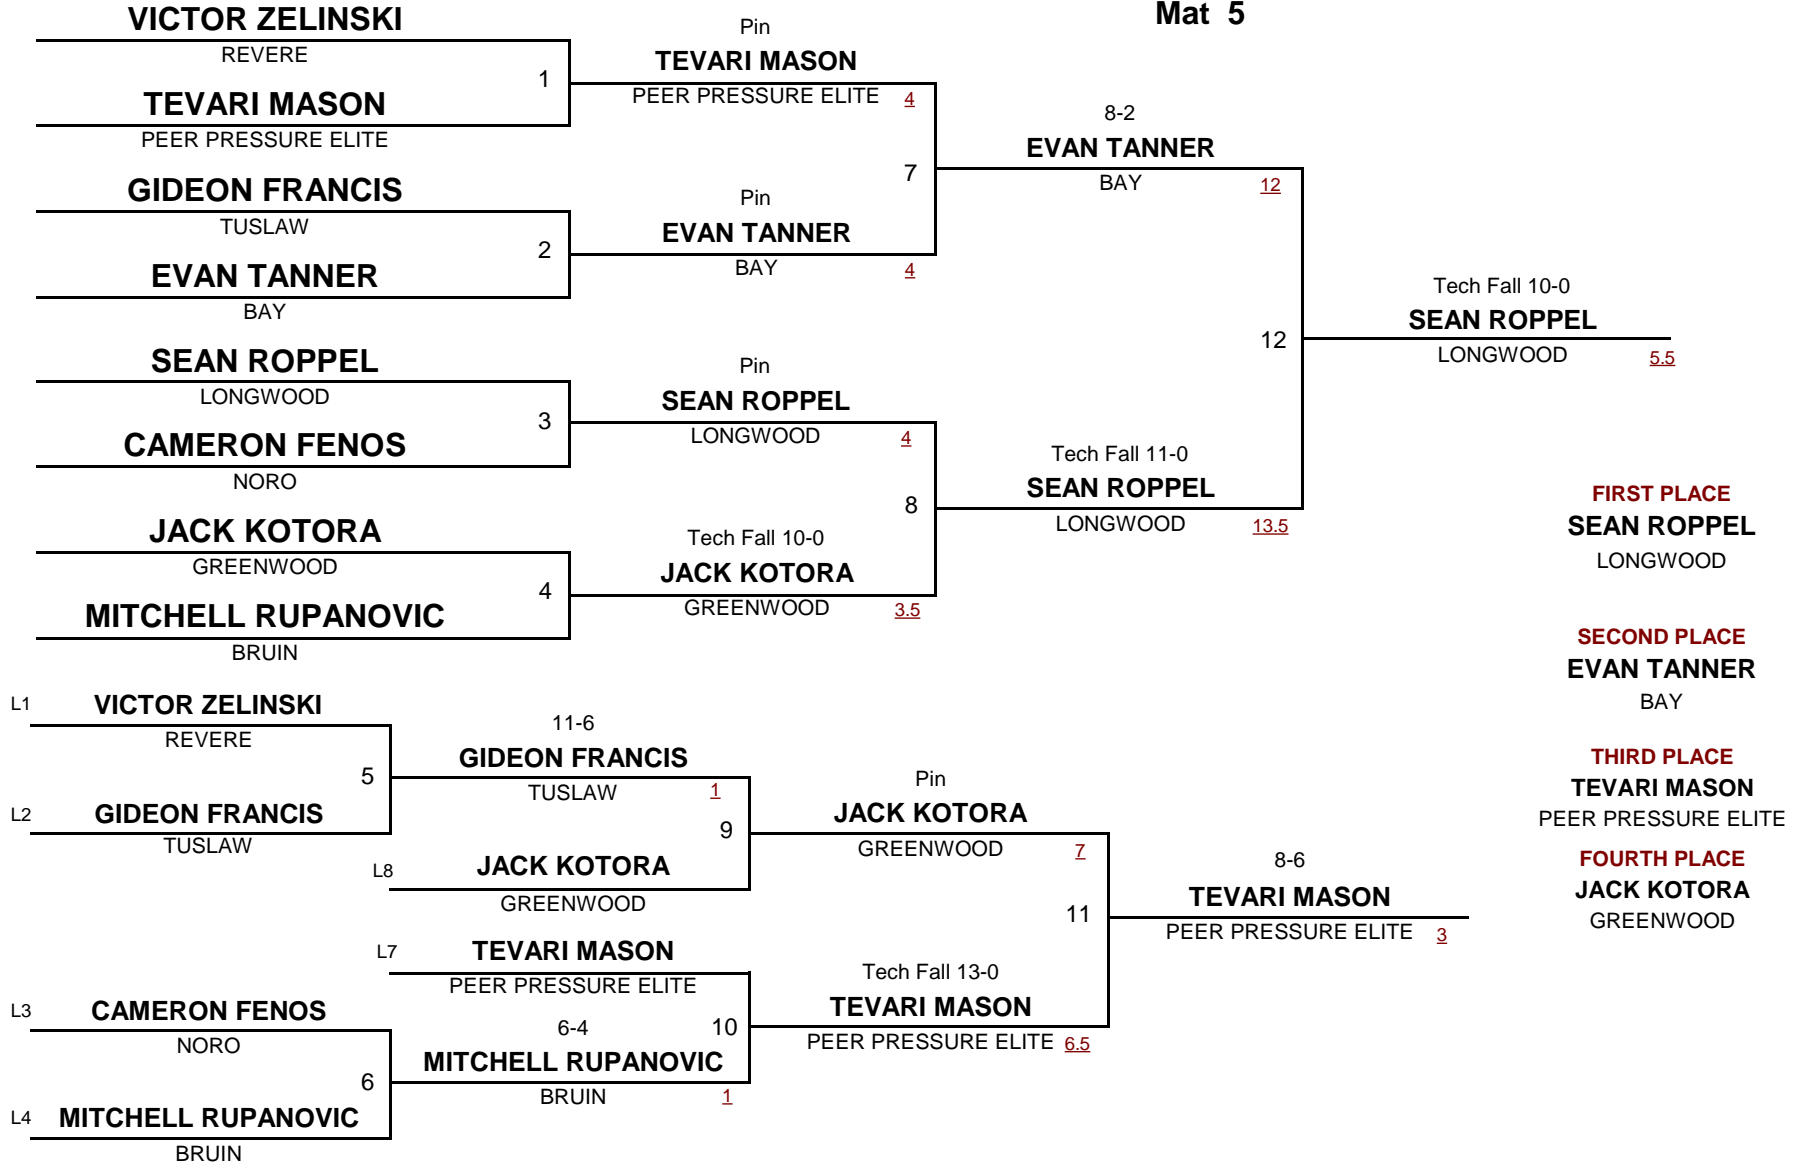 Mat 5
VICTOR ZELINSKI
REVERE
1
TEVARI MASON
PEER PRESSURE ELITE
GIDEON FRANCIS
TUSLAW
2
EVAN TANNER
BAY
SEAN ROPPEL
LONGWOOD
3
CAMERON FENOS
NORO
JACK KOTORA
GREENWOOD
4
MITCHELL RUPANOVIC
BRUIN
Pin
TEVARI MASON
PEER PRESSURE ELITE 4
7
Pin
EVAN TANNER
BAY 4
Pin
SEAN ROPPEL
LONGWOOD 4
8
Tech Fall 10-0
JACK KOTORA
GREENWOOD 3.5
8-2
EVAN TANNER
BAY 12
12
Tech Fall 11-0
SEAN ROPPEL
LONGWOOD 13.5
Tech Fall 10-0
SEAN ROPPEL
LONGWOOD 5.5
L1 VICTOR ZELINSKI
REVERE
5
L2 GIDEON FRANCIS
TUSLAW
L3 CAMERON FENOS
NORO
6
L4 MITCHELL RUPANOVIC
BRUIN
11-6
GIDEON FRANCIS
TUSLAW 1
9
L8 JACK KOTORA
GREENWOOD
L7 TEVARI MASON
PEER PRESSURE ELITE
10
6-4
MITCHELL RUPANOVIC
BRUIN 1
Pin
JACK KOTORA
GREENWOOD 7
11
Tech Fall 13-0
TEVARI MASON
PEER PRESSURE ELITE 6.5
8-6
TEVARI MASON
PEER PRESSURE ELITE 3
FIRST PLACE
SEAN ROPPEL
LONGWOOD
SECOND PLACE
EVAN TANNER
BAY
THIRD PLACE
TEVARI MASON
PEER PRESSURE ELITE
FOURTH PLACE
JACK KOTORA
GREENWOOD